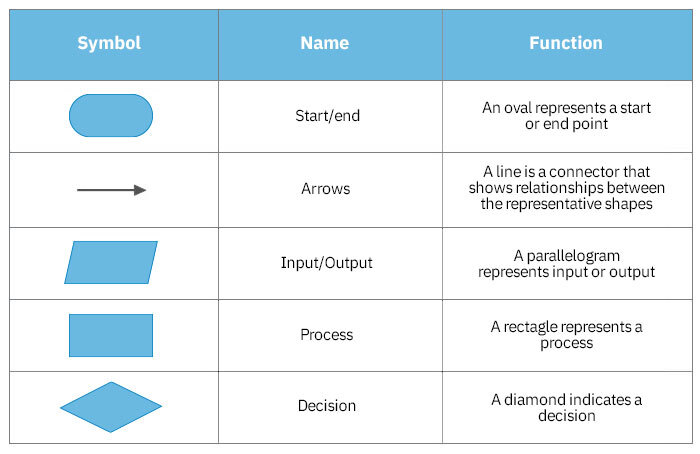 Symbol
Name
Function
Start/end
An oval represents a start
or end point
Arrows
A line is a connector that
shows relationships between
the representative shapes
Input/Output
A parallelogram
represents input or output
Process
A rectagle represents a
process
Decision
A diamond indicates a
decision